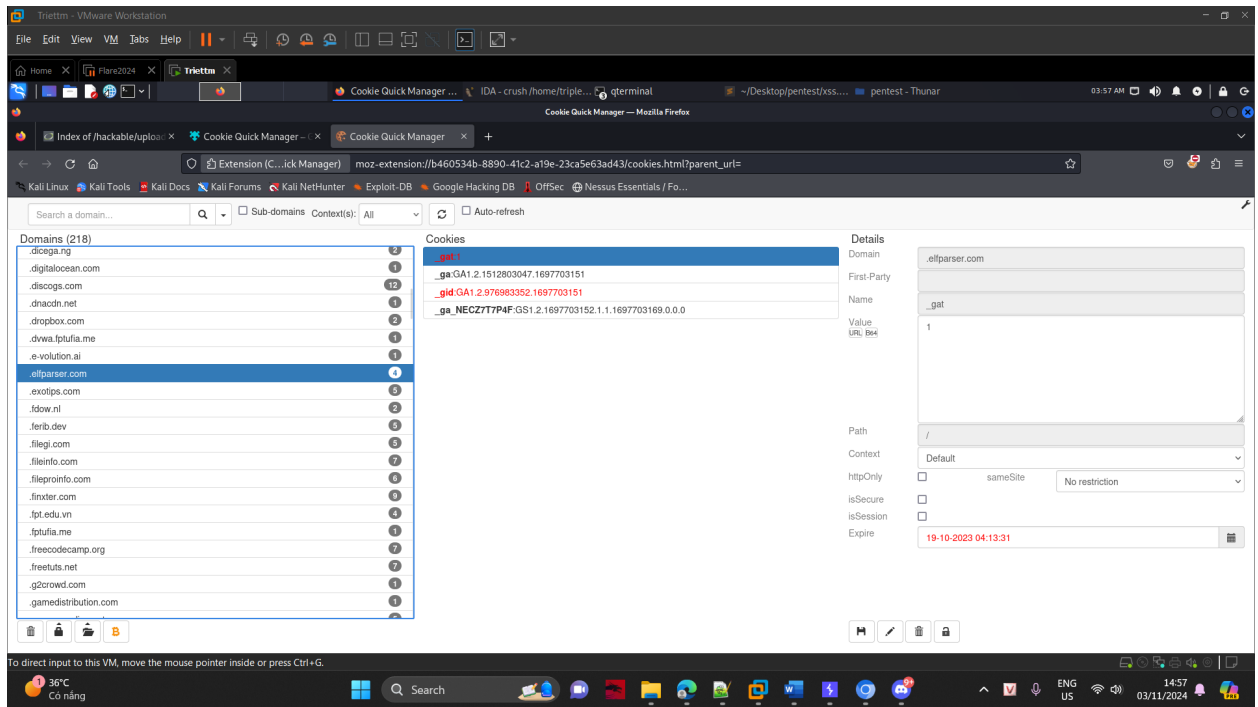 Triettm - VMware Workstation
File Edit View VM Tabs Help
Home Flare2024 Triettm
Cookie Quick Manager ... IDA - crush /home/triple... qterminal ~/Desktop/pentest/xss.... pentest - Thunar 03:57 AM
Cookie Quick Manager — Mozilla Firefox
Index of /hackable/upload Cookie Quick Manager – Cookie Quick Manager
Extension (C...ick Manager) moz-extension://b460534b-8890-41c2-a19e-23ca5e63ad43/cookies.html?parent_url=
Kali Linux Kali Tools Kali Docs Kali Forums Kali NetHunter Exploit-DB Google Hacking DB OffSec Nessus Essentials / Fo...
Search a domain... Sub-domains Context(s): All Auto-refresh
Domains (218) Cookies Details
.dicega.ng 2
.digitalocean.com 1
.discogs.com 12
.dnacdn.net 1
.dropbox.com 2
.dvwa.fptufia.me 1
.e-volution.ai 1
.elfparser.com 4
.exotips.com 5
.fdow.nl 2
.ferib.dev 5
.filegi.com 5
.fileinfo.com 7
.fileproinfo.com 6
.finxter.com 9
.fpt.edu.vn 4
.fptufia.me 1
.freecodecamp.org 7
.freetuts.net 7
.g2crowd.com 1
.gamedistribution.com 1
_gat:1
_ga:GA1.2.1512803047.1697703151
_gid:GA1.2.976983352.1697703151
_ga_NECZ7T7P4F:GS1.2.1697703152.1.1.1697703169.0.0.0
Domain .elfparser.com
First-Party
Name _gat
Value 1
URL B64
Path /
Context Default
httpOnly sameSite No restriction
isSecure
isSession
Expire 19-10-2023 04:13:31
To direct input to this VM, move the mouse pointer inside or press Ctrl+G.
1 36°C
Có nắng
Search
ENG
US
14:57
03/11/2024